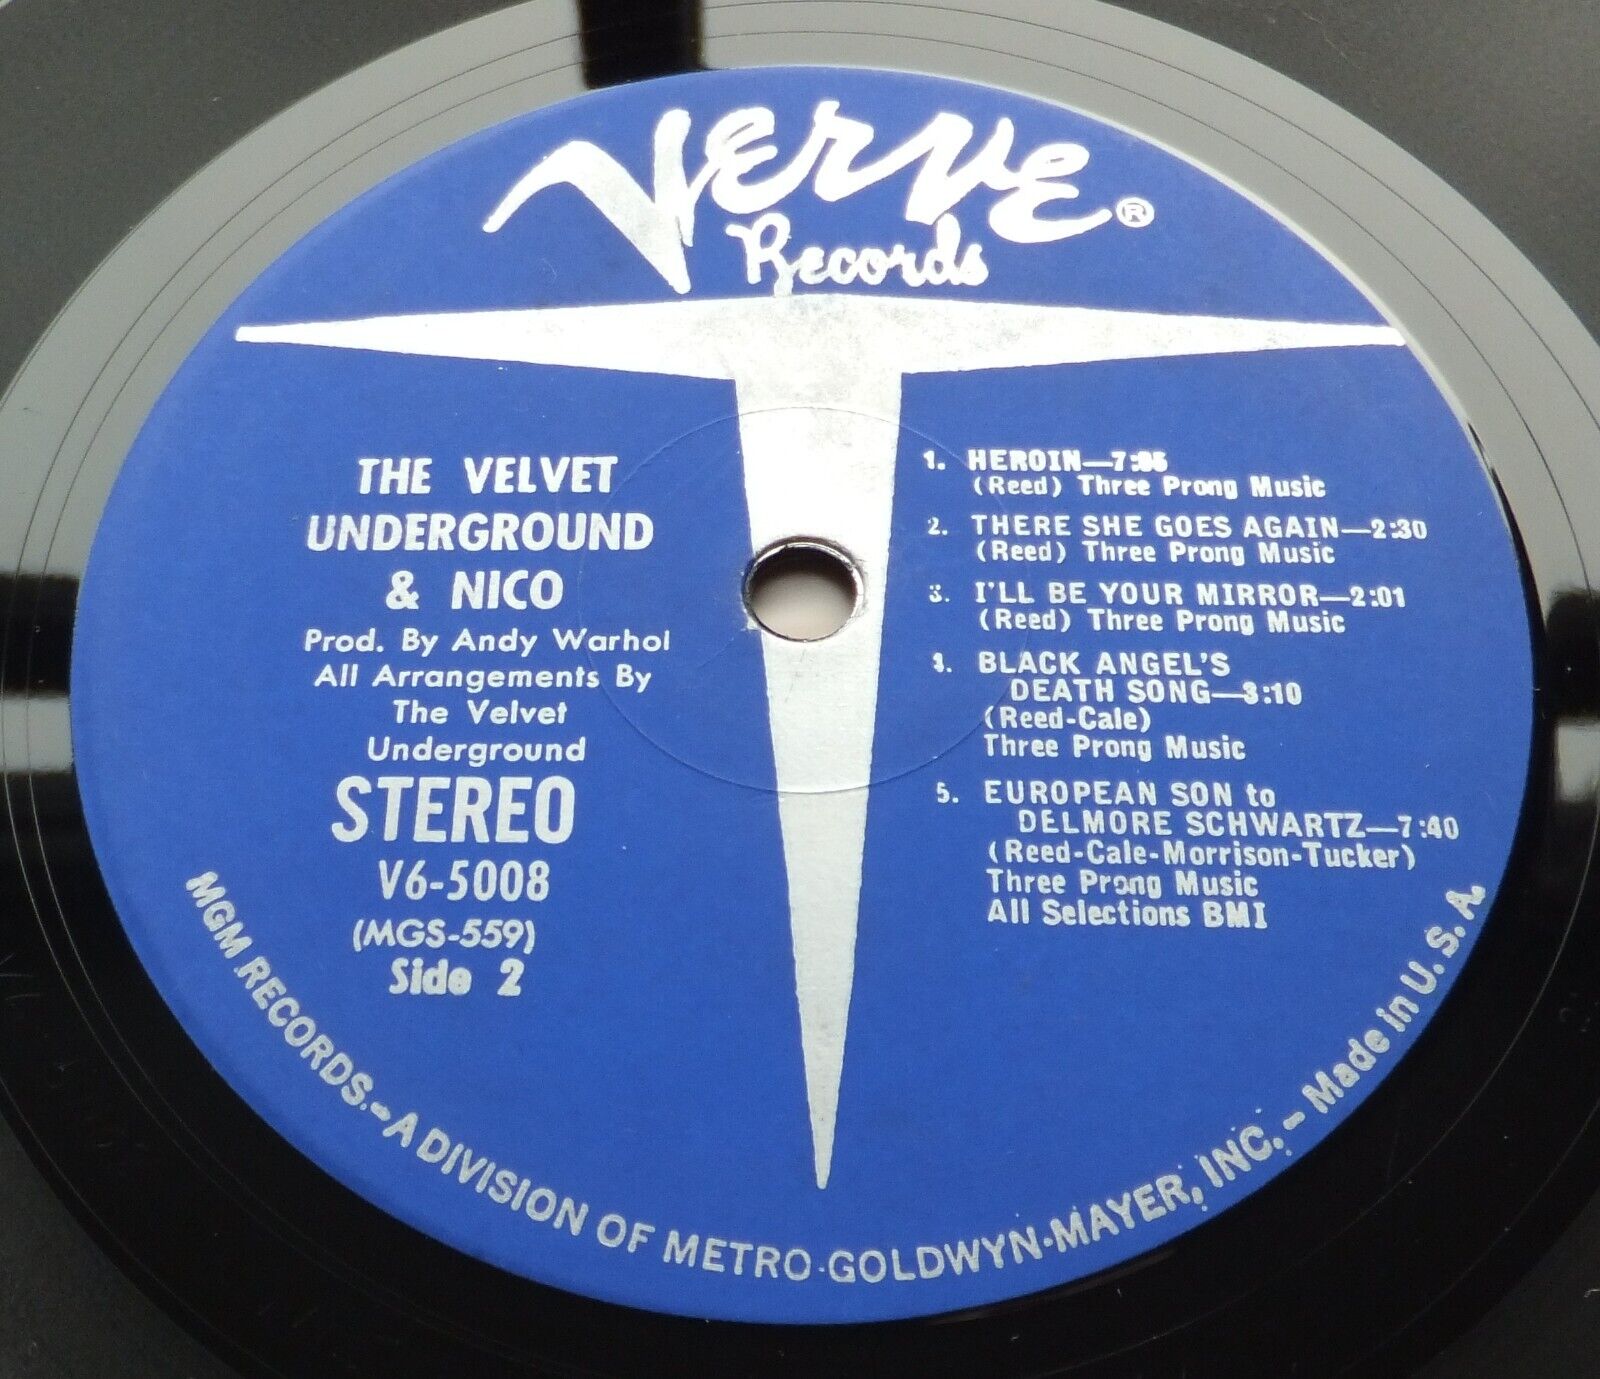 Verve®
Records
THE VELVET
UNDERGROUND
& NICO
Prod. By Andy Warhol
All Arrangements By
The Velvet
Underground
STEREO
V6-5008
(MGS-559)
Side 2
1. HEROIN—7:05
(Reed) Three Prong Music
2. THERE SHE GOES AGAIN—2:30
(Reed) Three Prong Music
3. I'LL BE YOUR MIRROR—2:01
(Reed) Three Prong Music
4. BLACK ANGEL'S
DEATH SONG—3:10
(Reed-Cale)
Three Prong Music
5. EUROPEAN SON to
DELMORE SCHWARTZ—7:40
(Reed-Cale-Morrison-Tucker)
Three Prong Music
All Selections BMI
MGM RECORDS.-A DIVISION OF METRO-GOLDWYN-MAYER, INC.-Made in U.S.A.